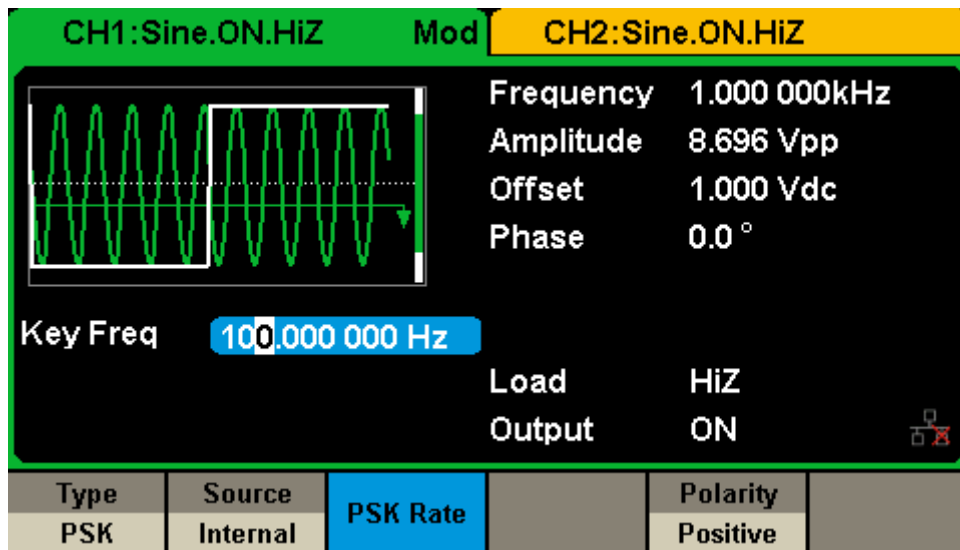 CH1:Sine.ON.HiZ Mod CH2:Sine.ON.HiZ
Frequency 1.000 000kHz
Amplitude 8.696 Vpp
Offset 1.000 Vdc
Phase 0.0 °
Key Freq 100.000 000 Hz
Load HiZ
Output ON
Type Source PSK Rate Polarity
PSK Internal Positive